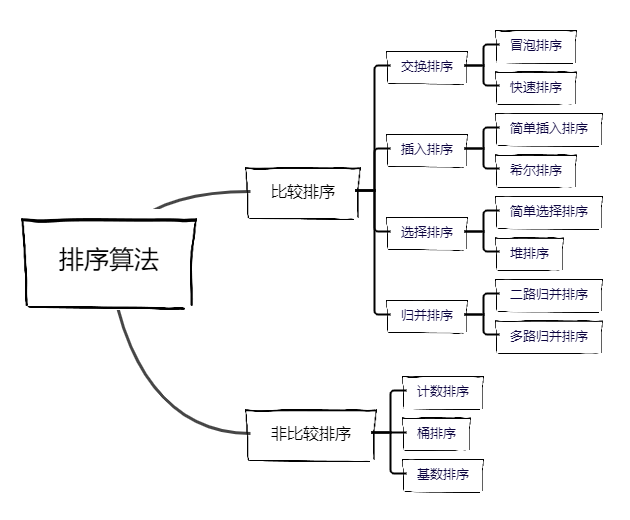 排序算法
比较排序
交换排序
冒泡排序
快速排序
插入排序
简单插入排序
希尔排序
选择排序
简单选择排序
堆排序
归并排序
二路归并排序
多路归并排序
非比较排序
计数排序
桶排序
基数排序